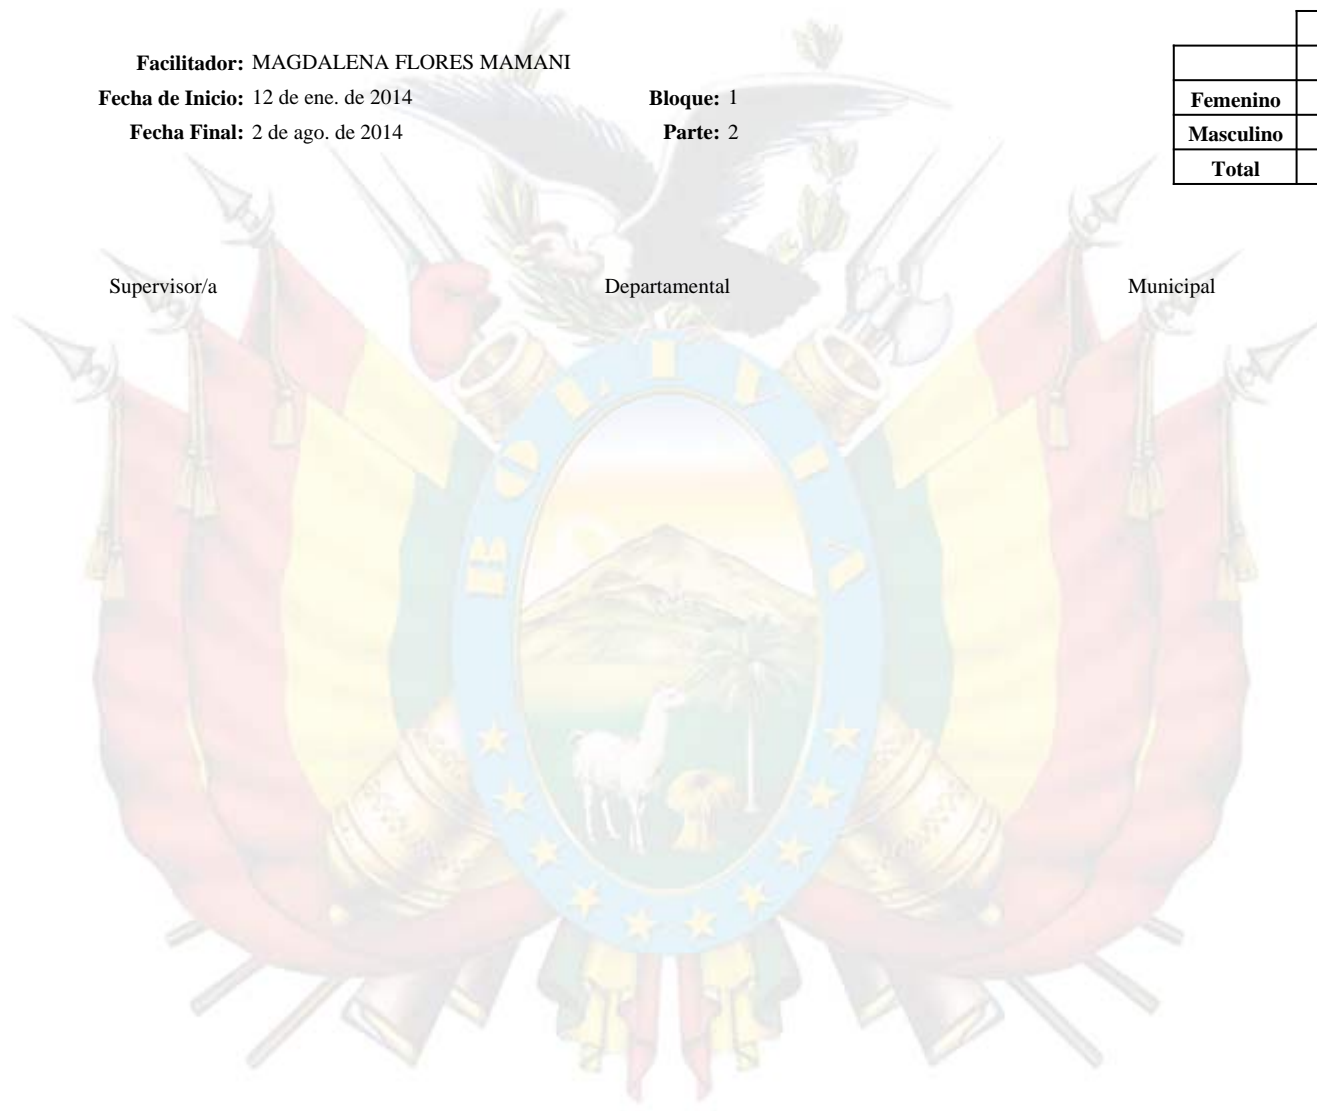 Facilitador: MAGDALENA FLORES MAMANI
Fecha de Inicio: 12 de ene. de 2014 Bloque: 1
Femenino
Fecha Final: 2 de ago. de 2014 Parte: 2
Masculino
Total
Supervisor/a Departamental Municipal
BOLIVIA